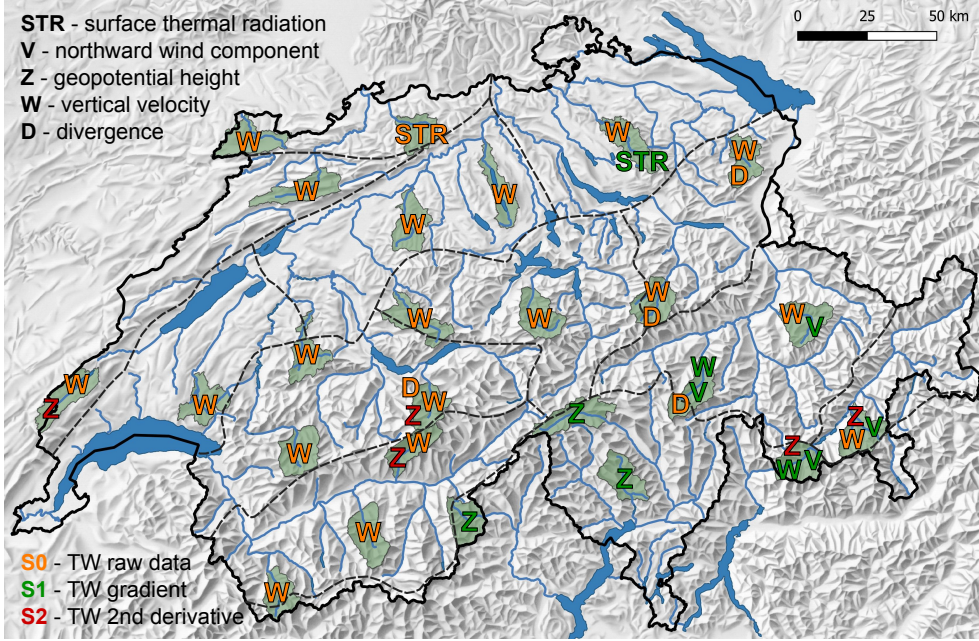 STR - surface thermal radiation
V - northward wind component
Z - geopotential height
W - vertical velocity
D - divergence
0 25 50 km
W
STR
W
STR
W
D
W
W
W
W
D
W
W
W
V
W
W
Z
W
D
W
Z
W
Z
W
Z
W
V
D
Z
V
W
Z
V
W
W
Z
Z
W
W
S0 - TW raw data
S1 - TW gradient
S2 - TW 2nd derivative